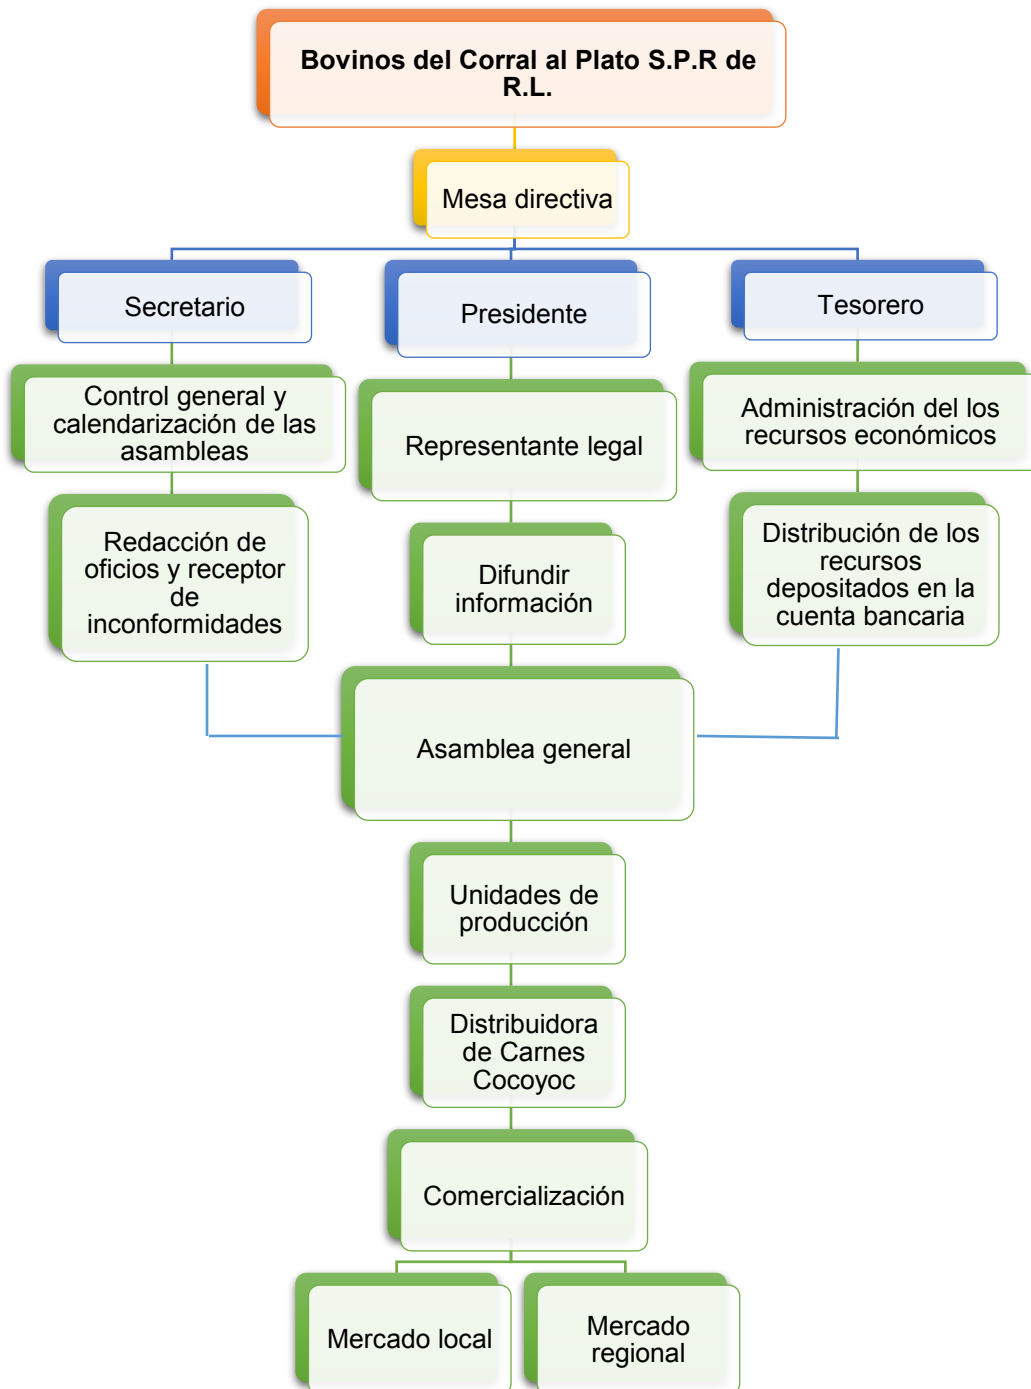 Bovinos del Corral al Plato S.P.R de
R.L.
Mesa directiva
Secretario
Presidente
Tesorero
Control general y
calendarización de las
asambleas
Representante legal
Administración del los
recursos económicos
Redacción de
oficios y receptor
de
inconformidades
Difundir
información
Distribución de los
recursos
depositados en la
cuenta bancaria
Asamblea general
Unidades de
producción
Distribuidora
de Carnes
Cocoyoc
Comercialización
Mercado local
Mercado
regional